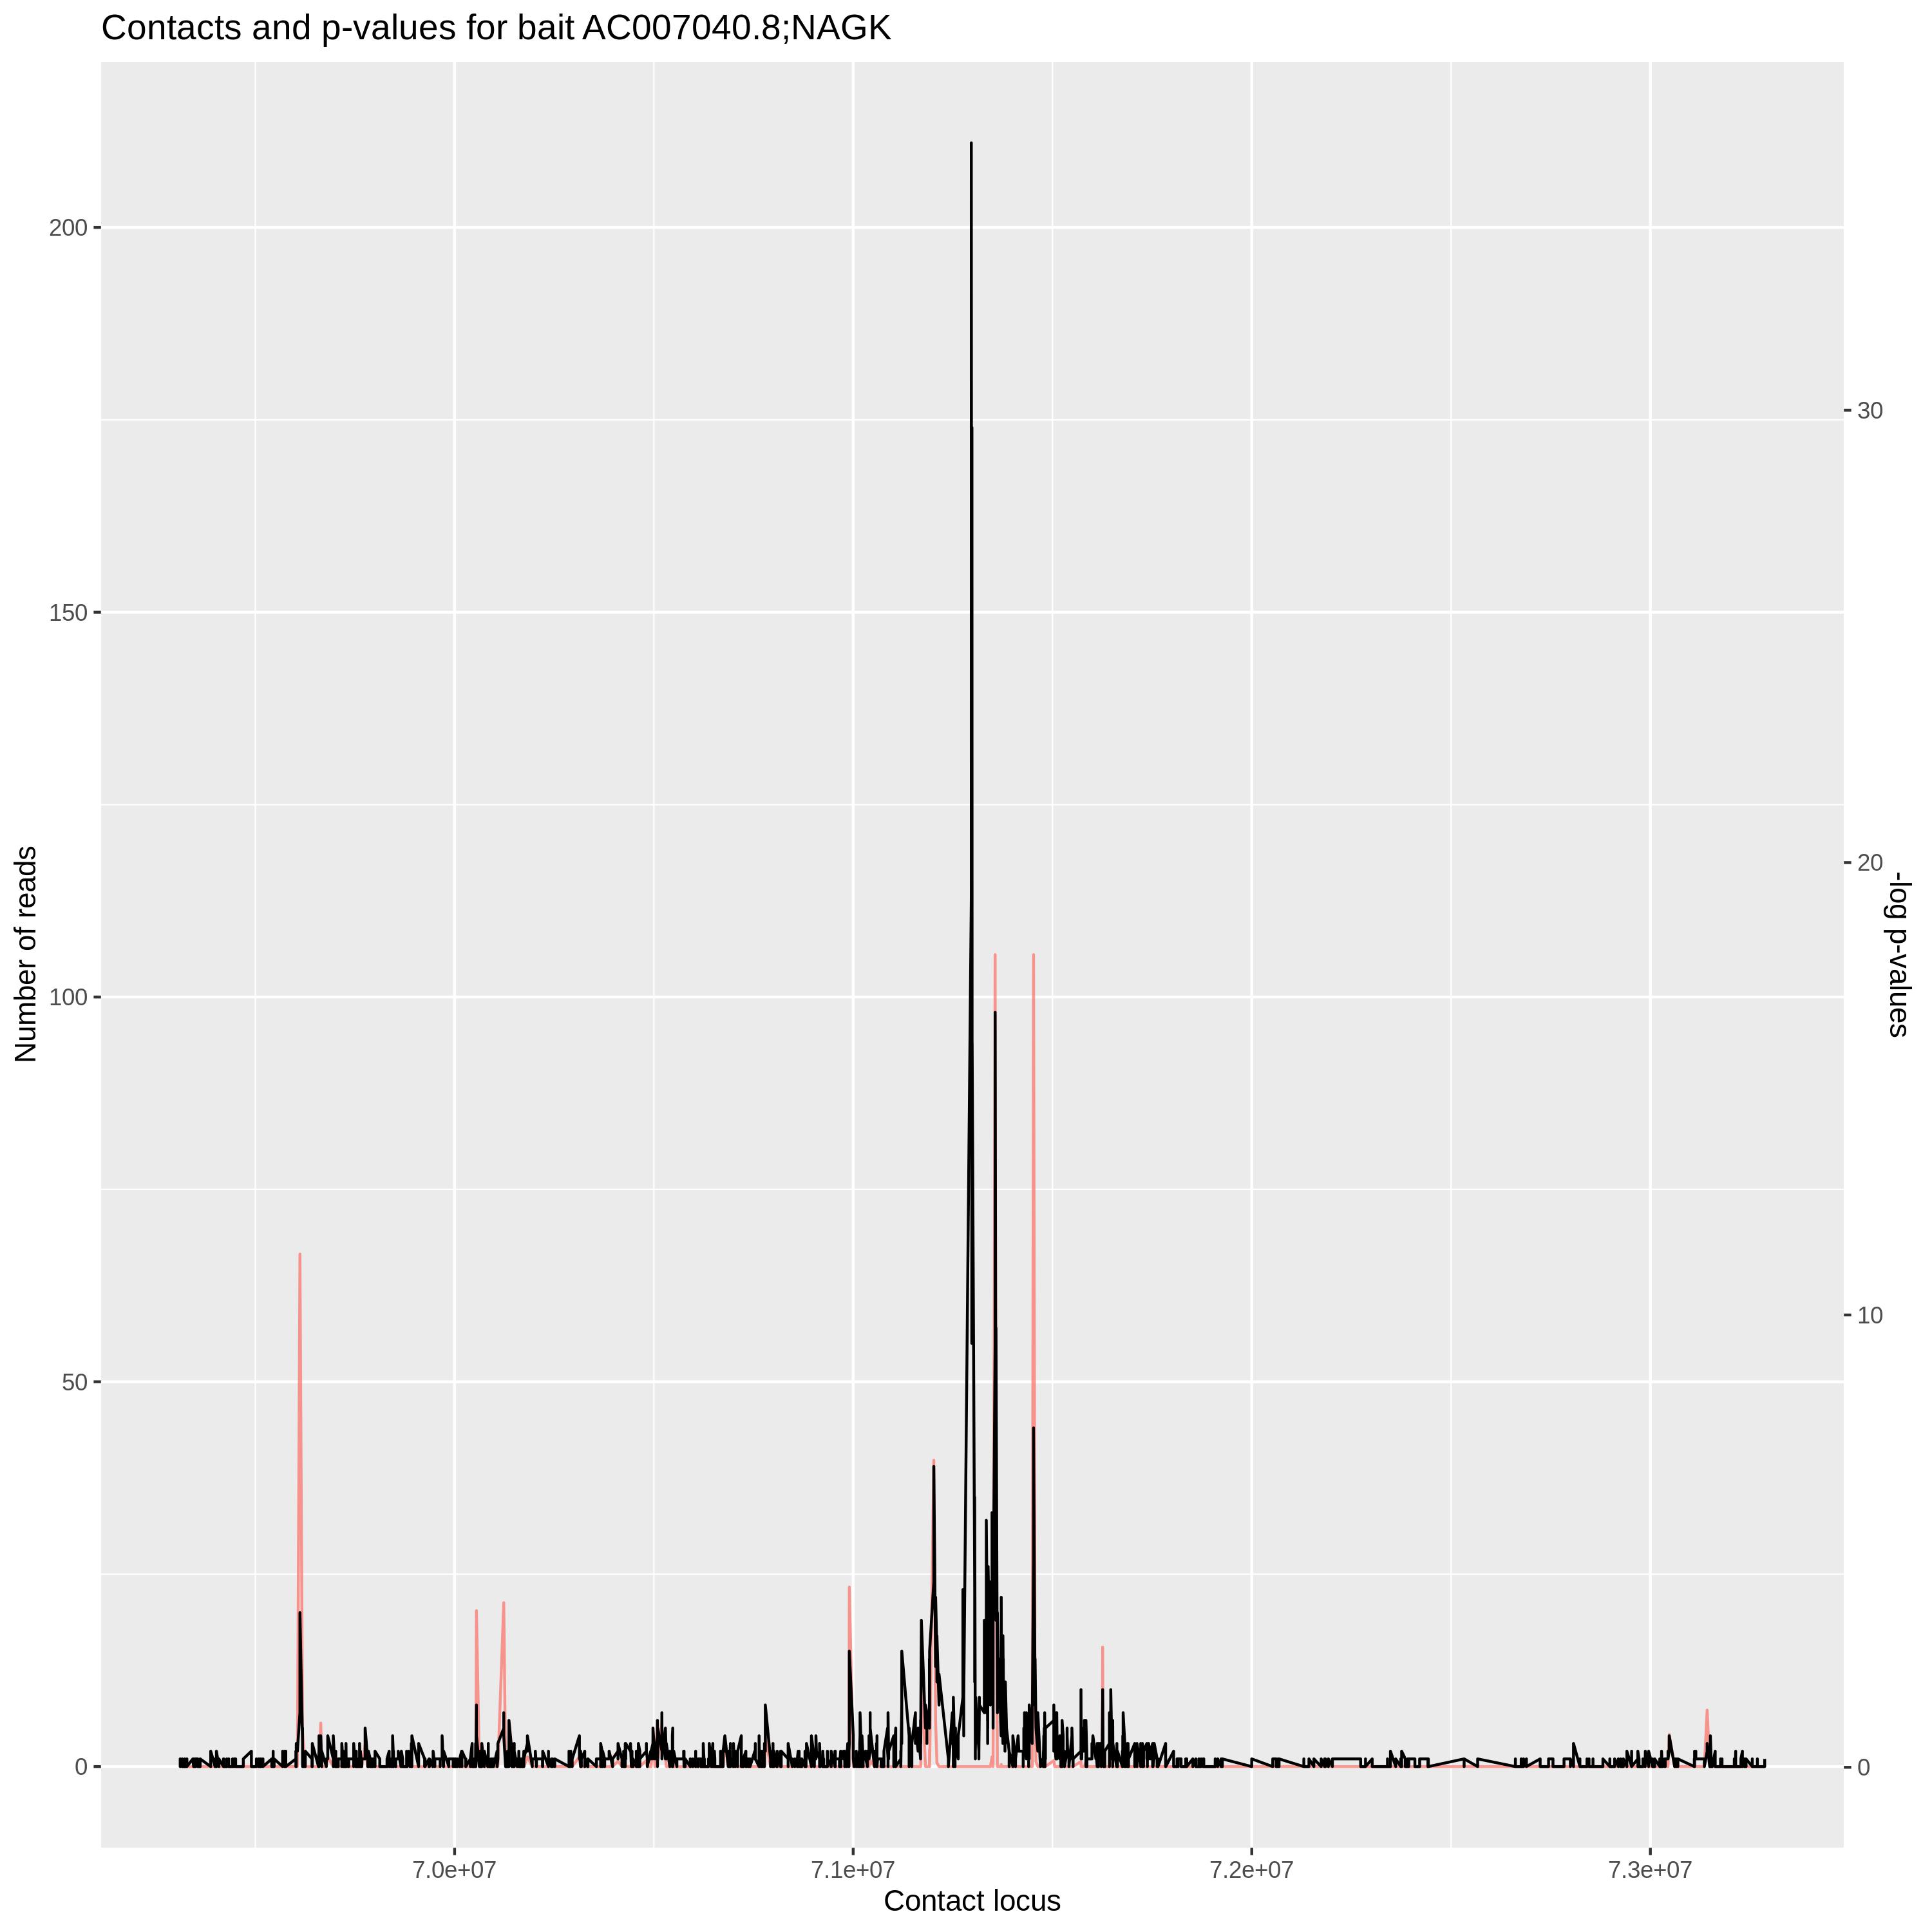 Contacts and p-values for bait AC007040.8;NAGK
200
150
100
50
0
Number of reads
30
20
10
0
-log p-values
7.0e+07
7.1e+07
7.2e+07
7.3e+07
Contact locus